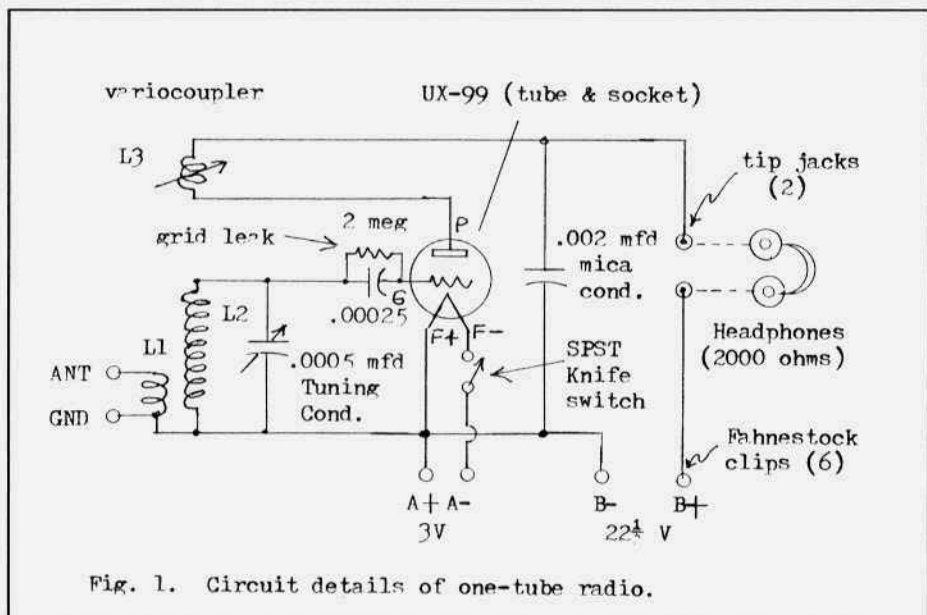 variocoupler
UX-99 (tube & socket)
L3
tip jacks
(2)
2 meg
P
grid leak
.002 mfd
mica
cond.
G
.00025
L2
F+
F-
Headphones
(2000 ohms)
L1
.0005 mfd
Tuning
Cond.
SPST
Knife
switch
ANT
GND
Fahnestock
clips (6)
A+ A-
3V
B-
B+
22½ V
Fig. 1. Circuit details of one-tube radio.